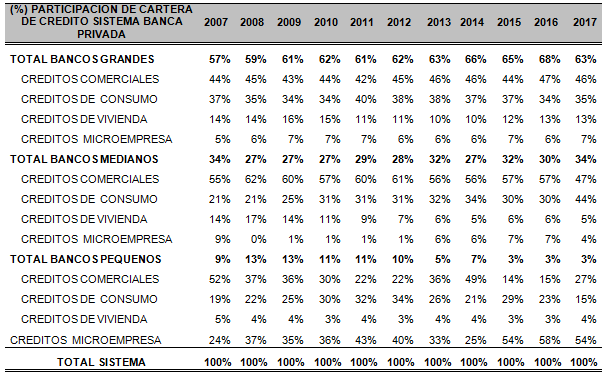 (%) PARTICIPACION DE CARTERA DE CREDITO SISTEMA BANCA PRIVADA 2007 2008 2009 2010 2011 2012 2013 2014 2015 2016 2017
TOTAL BANCOS GRANDES 57% 59% 61% 62% 61% 62% 63% 66% 65% 68% 63%
CREDITOS COMERCIALES 44% 45% 43% 44% 42% 45% 46% 46% 44% 47% 46%
CREDITOS DE CONSUMO 37% 35% 34% 34% 40% 38% 38% 37% 37% 34% 35%
CREDITOS DE VIVIENDA 14% 14% 16% 15% 11% 11% 10% 10% 12% 13% 13%
CREDITOS MICROEMPRESA 5% 6% 7% 7% 7% 6% 6% 6% 7% 6% 7%
TOTAL BANCOS MEDIANOS 34% 27% 27% 27% 29% 28% 32% 27% 32% 30% 34%
CREDITOS COMERCIALES 55% 62% 60% 57% 60% 61% 56% 56% 57% 57% 47%
CREDITOS DE CONSUMO 21% 21% 25% 31% 31% 31% 32% 34% 30% 30% 44%
CREDITOS DE VIVIENDA 14% 17% 14% 11% 9% 7% 6% 5% 6% 6% 5%
CREDITOS MICROEMPRESA 9% 0% 1% 1% 1% 1% 6% 6% 7% 7% 4%
TOTAL BANCOS PEQUENOS 9% 13% 13% 11% 11% 10% 5% 7% 3% 3% 3%
CREDITOS COMERCIALES 52% 37% 36% 30% 22% 22% 36% 49% 14% 15% 27%
CREDITOS DE CONSUMO 19% 22% 25% 30% 32% 34% 26% 21% 29% 23% 15%
CREDITOS DE VIVIENDA 5% 4% 4% 3% 4% 3% 4% 4% 3% 3% 4%
CREDITOS MICROEMPRESA 24% 37% 35% 36% 43% 40% 33% 25% 54% 58% 54%
TOTAL SISTEMA 100% 100% 100% 100% 100% 100% 100% 100% 100% 100% 100%